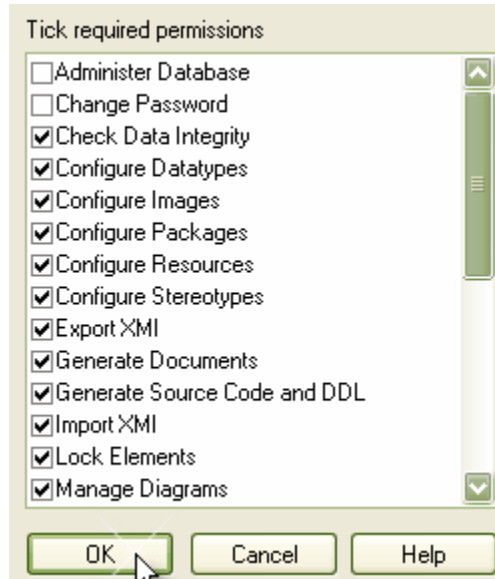 Tick required permissions
Administer Database
Change Password
Check Data Integrity
Configure Datatypes
Configure Images
Configure Packages
Configure Resources
Configure Stereotypes
Export XMI
Generate Documents
Generate Source Code and DDL
Import XMI
Lock Elements
Manage Diagrams
OK Cancel Help